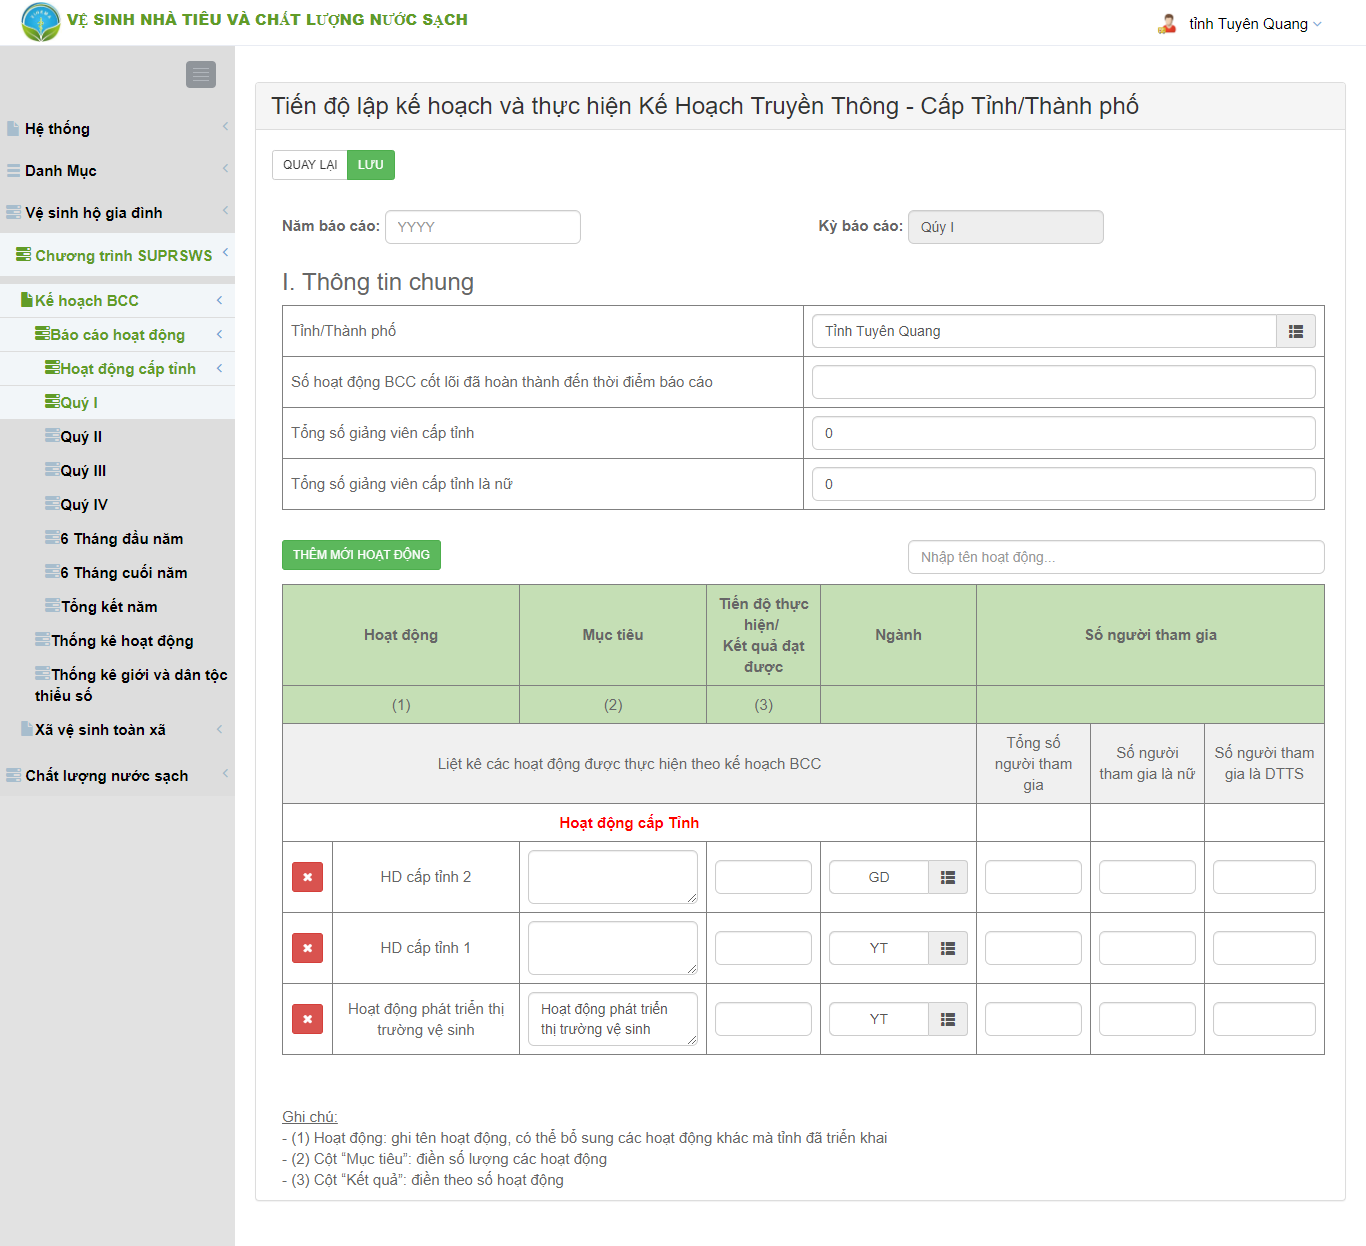 VỆ SINH NHÀ TIÊU VÀ CHẤT LƯỢNG NƯỚC SẠCH
tỉnh Tuyên Quang
Hệ thống
Danh Mục
Vệ sinh hộ gia đình
Chương trình SUPRSWS
Kế hoạch BCC
Báo cáo hoạt động
Hoạt động cấp tỉnh
Quý I
Quý II
Quý III
Quý IV
6 Tháng đầu năm
6 Tháng cuối năm
Tổng kết năm
Thống kê hoạt động
Thống kê giới và dân tộc
thiểu số
Xã vệ sinh toàn xã
Chất lượng nước sạch
Tiến độ lập kế hoạch và thực hiện Kế Hoạch Truyền Thông - Cấp Tỉnh/Thành phố
QUAY LẠI LƯU
Năm báo cáo: YYYY Kỳ báo cáo: Qúy I
I. Thông tin chung
Tỉnh/Thành phố Tỉnh Tuyên Quang
Số hoạt động BCC cốt lõi đã hoàn thành đến thời điểm báo cáo
Tổng số giảng viên cấp tỉnh 0
Tổng số giảng viên cấp tỉnh là nữ 0
THÊM MỚI HOẠT ĐỘNG Nhập tên hoạt động...
Hoạt động
Mục tiêu
Tiến độ thực
hiện/
Kết quả đạt
được
Ngành
Số người tham gia
(1) (2) (3)
Liệt kê các hoạt động được thực hiện theo kế hoạch BCC
Tổng số
người tham
gia
Số người
tham gia là nữ
Số người tham
gia là DTTS
Hoạt động cấp Tỉnh
HD cấp tỉnh 2 GD
HD cấp tỉnh 1 YT
Hoạt động phát triển thị
trường vệ sinh
Hoạt động phát triển
thị trường vệ sinh
YT
Ghi chú:
- (1) Hoạt động: ghi tên hoạt động, có thể bổ sung các hoạt động khác mà tỉnh đã triển khai
- (2) Cột “Mục tiêu”: điền số lượng các hoạt động
- (3) Cột “Kết quả”: điền theo số hoạt động